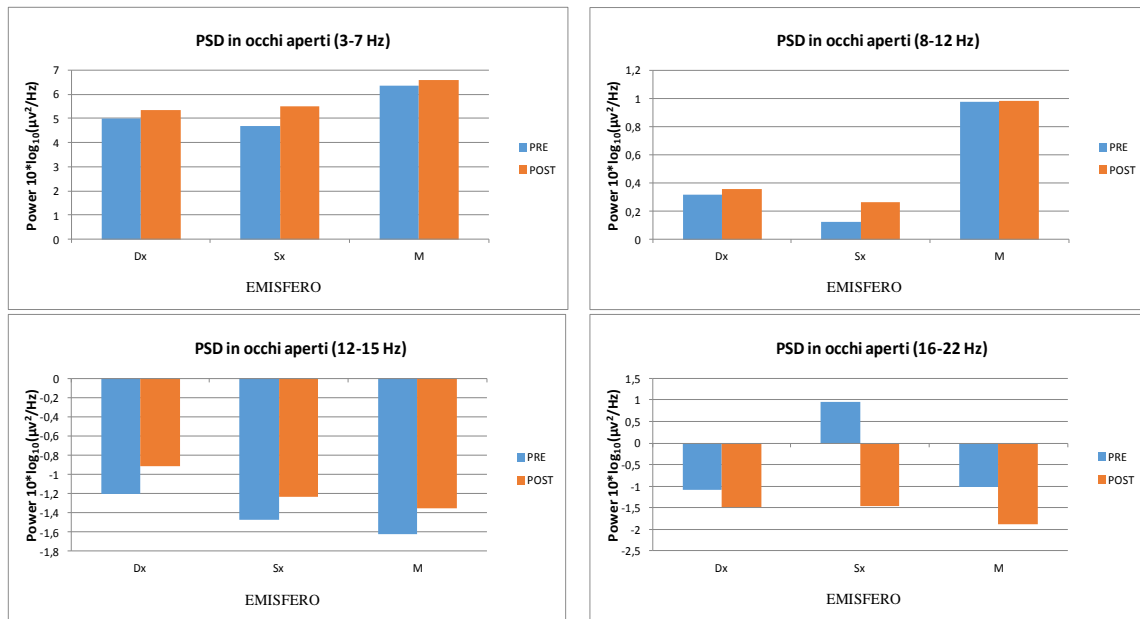 PSD in occhi aperti (3-7 Hz)
Power 10*log10(μv²/Hz)
7
6
5
4
3
2
1
0
Dx Sx M
EMISFERO
PRE
POST
PSD in occhi aperti (8-12 Hz)
Power 10*log10(μv²/Hz)
1,2
1
0,8
0,6
0,4
0,2
0
Dx Sx M
EMISFERO
PRE
POST
PSD in occhi aperti (12-15 Hz)
Power 10*log10(μv²/Hz)
0
-0,2
-0,4
-0,6
-0,8
-1
-1,2
-1,4
-1,6
-1,8
Dx Sx M
EMISFERO
PRE
POST
PSD in occhi aperti (16-22 Hz)
Power 10*log10(μv²/Hz)
1,5
1
0,5
0
-0,5
-1
-1,5
-2
-2,5
Dx Sx M
EMISFERO
PRE
POST